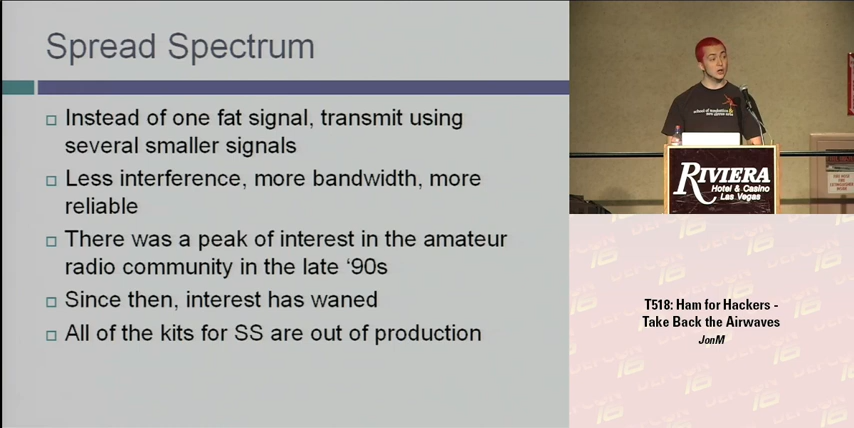 Spread Spectrum
Instead of one fat signal, transmit using
several smaller signals
Less interference, more bandwidth, more
reliable
There was a peak of interest in the amateur
radio community in the late ‘90s
Since then, interest has waned
All of the kits for SS are out of production
RIVIERA
Hotel & Casino
Las Vegas
T518: Ham for Hackers -
Take Back the Airwaves
JonM
DEFCON
16